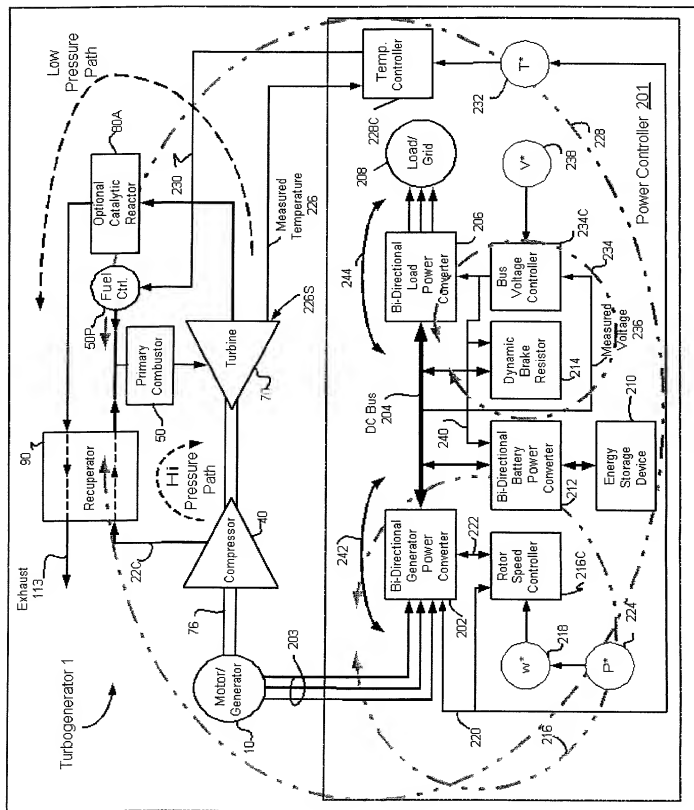 Turbogenerator 1
Exhaust
113
90
Recuperator
22C
Hi
Pressure
Path
Low
Pressure
Path
80A
Optional
Catalytic
Reactor
Fuel
Ctrl.
50P
Primary
Combustor
50
230
Measured Temperature
226
226S
Turbine
70
Compressor
40
76
Motor/
Generator
10
203
Temp.
Controller
228C
T*
232
228
Power Controller 201
Load/
Grid
208
V*
238
244
Bi-Directional
Load
Power
Converter
206
Bus
Voltage
Controller
234C
234
Measured
Voltage
236
Dynamic
Brake
Resistor
214
DC Bus
204
240
Bi-Directional
Battery
Power
Converter
212
Energy
Storage
Device
210
242
Bi-Directional
Generator
Power
Converter
202
222
Rotor
Speed
Controller
216C
w*
218
P*
224
220
216